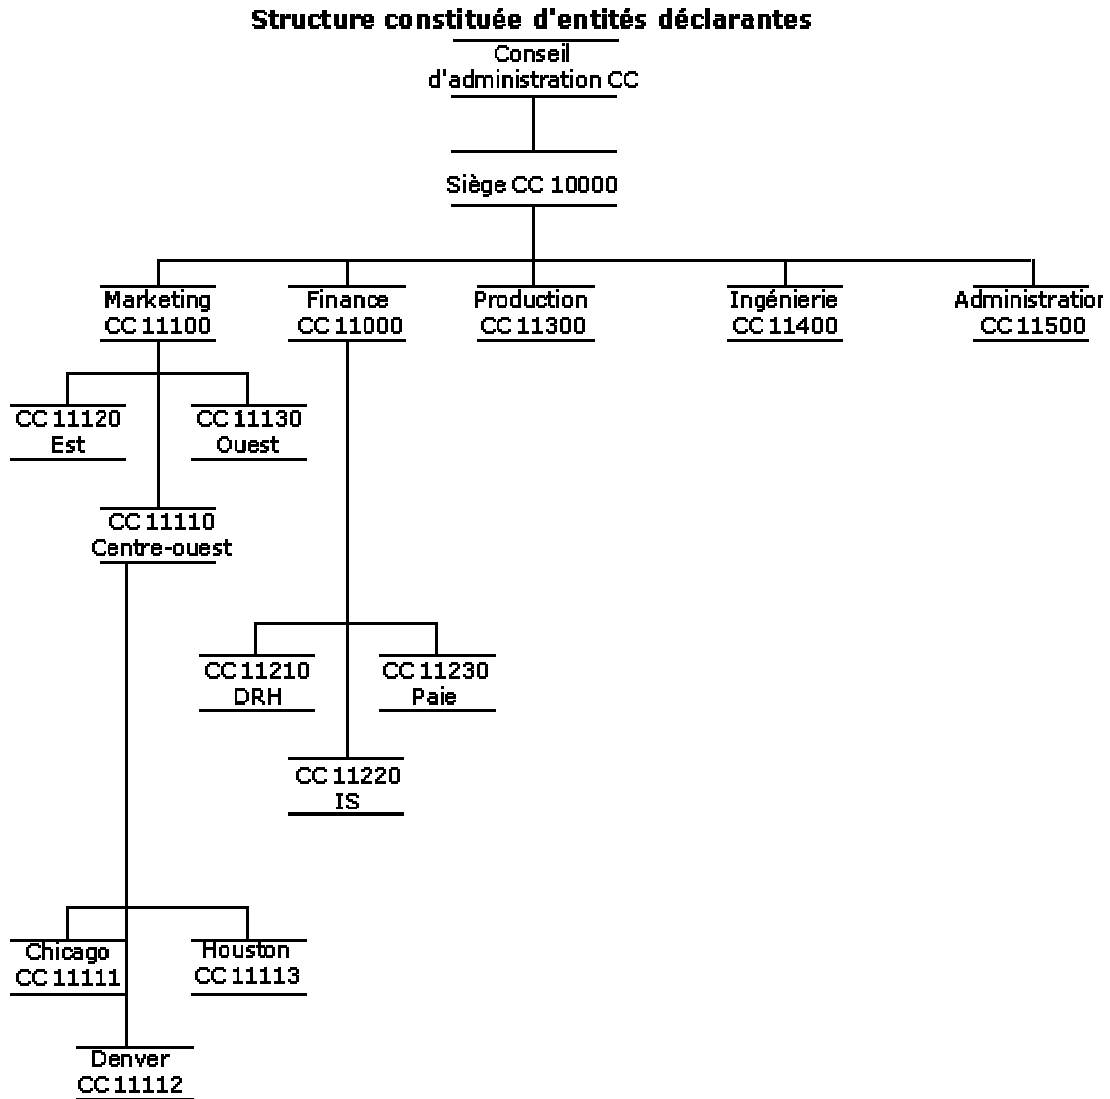 Structure constituée d'entités déclarantes
Conseil
d'administration CC
Siège CC 10000
Marketing
CC 11100
Finance
CC 11000
Production
CC 11300
Ingénierie
CC 11400
Administration
CC 11500
CC 11120
Est
CC 11130
Ouest
CC 11110
Centre-ouest
CC 11210
DRH
CC 11230
Paie
CC 11220
IS
Chicago
CC 11111
Houston
CC 11113
Denver
CC 11112